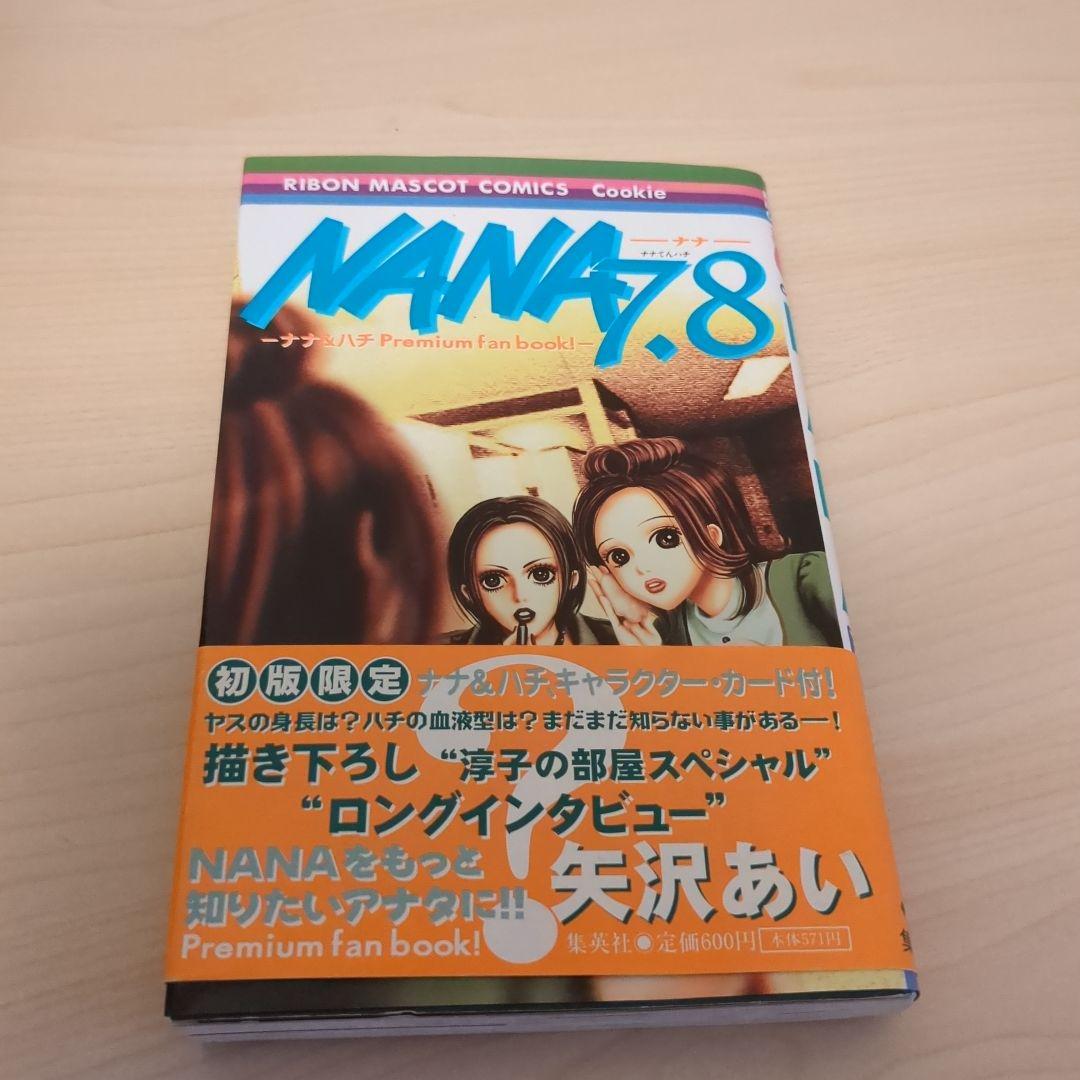 RIBON MASCOT COMICS Cookie
NANA7.8
ーナナー
ナナてんハチ
ーナナ&ハチ Premium fan book!ー
初版限定 ナナ&ハチ、キャラクター・カード付!
ヤスの身長は?ハチの血液型は?まだまだ知らない事がある──!
描き下ろし“淳子の部屋スペシャル”
“ロングインタビュー”
NANAをもっと
知りたいアナタに!!
Premium fan book!
矢沢あい
集英社●定価600円 本体571円
集